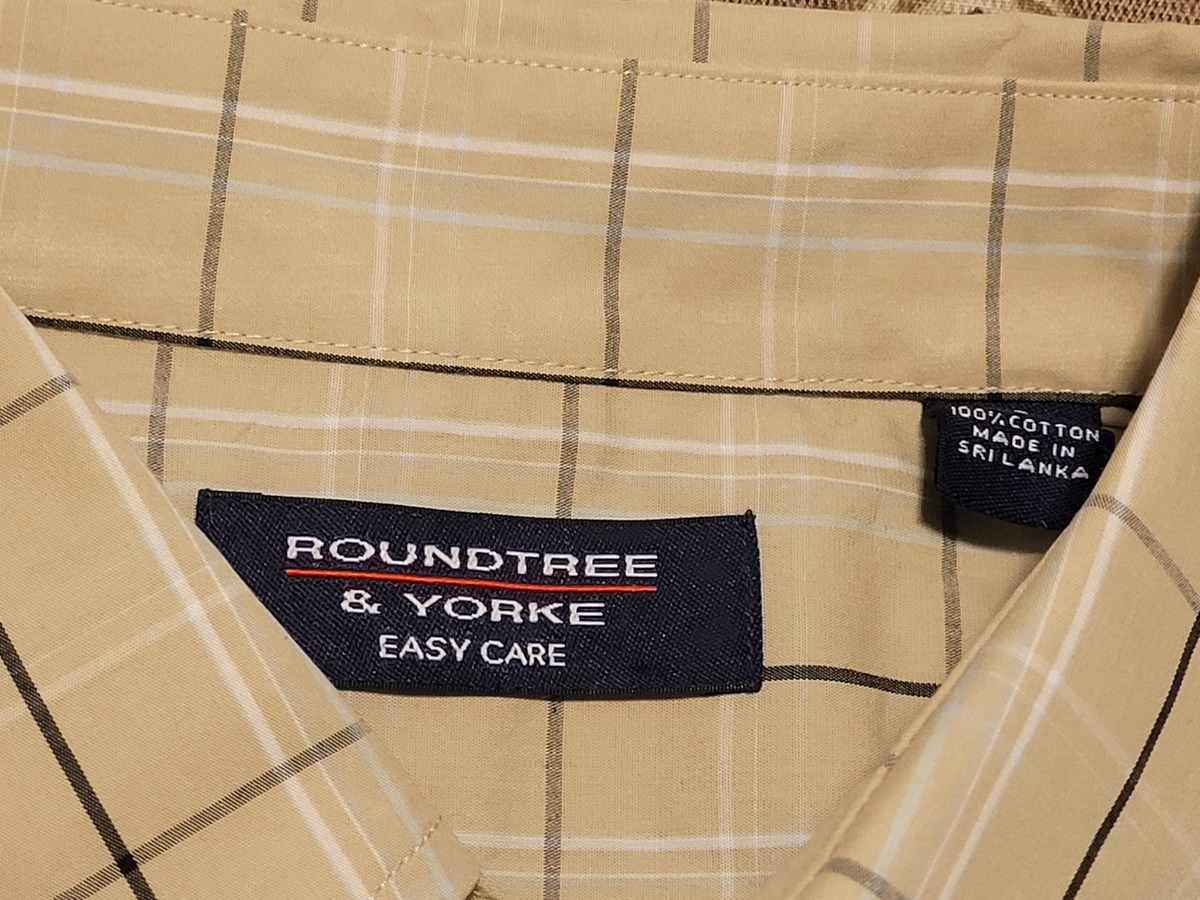 ROUNDTREE
& YORKE
EASY CARE
100% COTTON
MADE IN
SRI LANKA